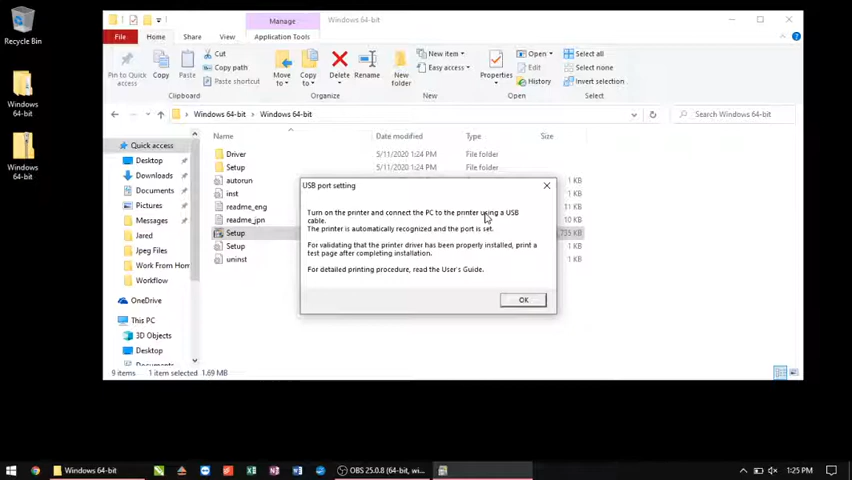 Recycle Bin
Windows
64-bit
Windows
64-bit
Manage
Windows 64-bit
File
Home
Share
View
Application Tools
Pin to Quick
access
Copy
Paste
Cut
Copy path
Paste shortcut
Clipboard
Move
to
Copy
to
Delete
Rename
Organize
New
folder
New item
Easy access
New
Properties
Open
Edit
History
Open
Select all
Select none
Invert selection
Select
Windows 64-bit > Windows 64-bit
Search Windows 64-bit
Quick access
Desktop
Downloads
Documents
Pictures
Messages
Jared
Jpeg Files
Work From Hom
Workflow
OneDrive
This PC
3D Objects
Desktop
Name
Date modified
Type
Size
Driver
5/11/2020 1:24 PM
File folder
Setup
5/11/2020 1:24 PM
File folder
autorun
1 KB
inst
1 KB
readme_eng
11 KB
readme_jpn
10 KB
Setup
735 KB
Setup
1 KB
uninst
1 KB
USB port setting
Turn on the printer and connect the PC to the printer using a USB
cable.
The printer is automatically recognized and the port is set.
For validating that the printer driver has been properly installed, print a
test page after completing installation.
For detailed printing procedure, read the User's Guide.
OK
9 items
1 item selected 1.69 MB
Windows 64-bit
OBS 25.0.8 (64-bit, wi...
1:25 PM